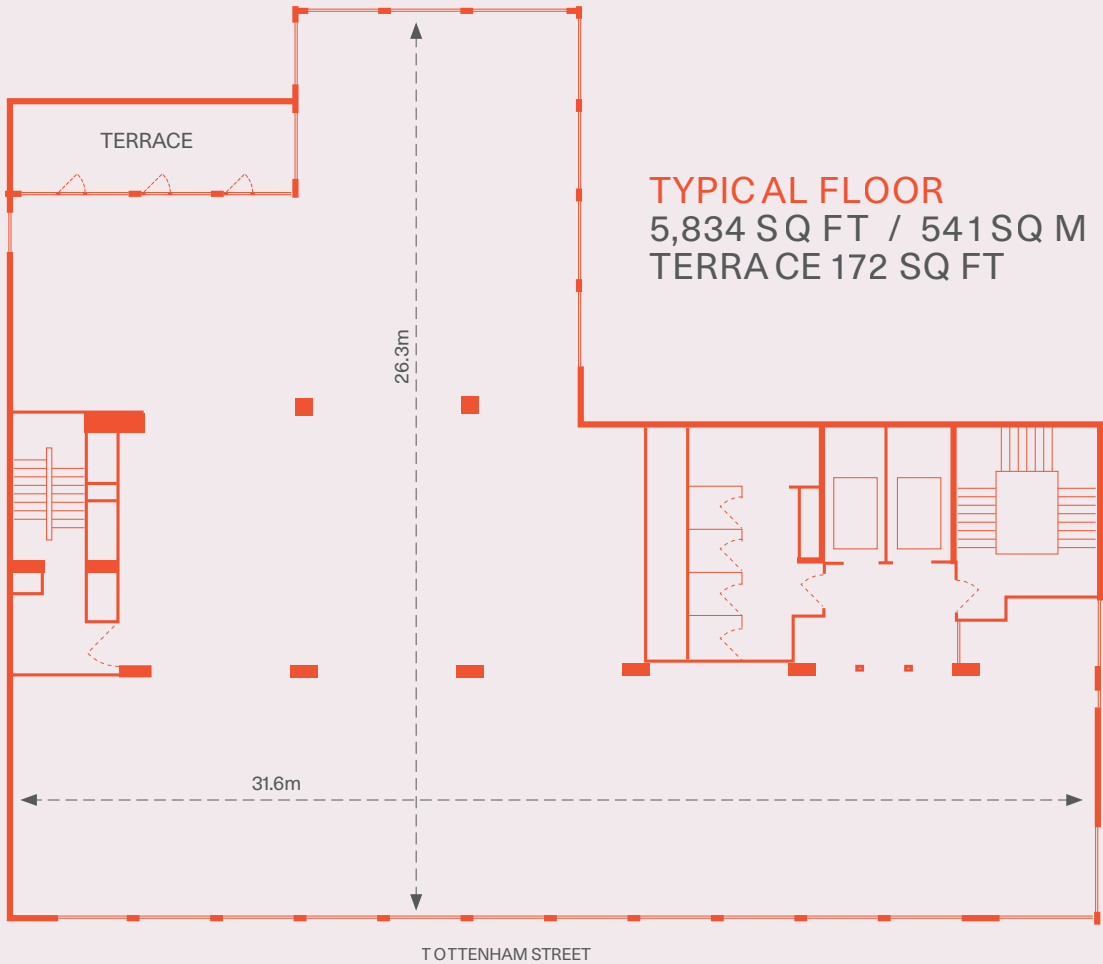 TERRACE
TYPICAL FLOOR
5,834 SQ FT / 541 SQ M
TERRACE 172 SQ FT
26.3m
31.6m
TOTTENHAM STREET